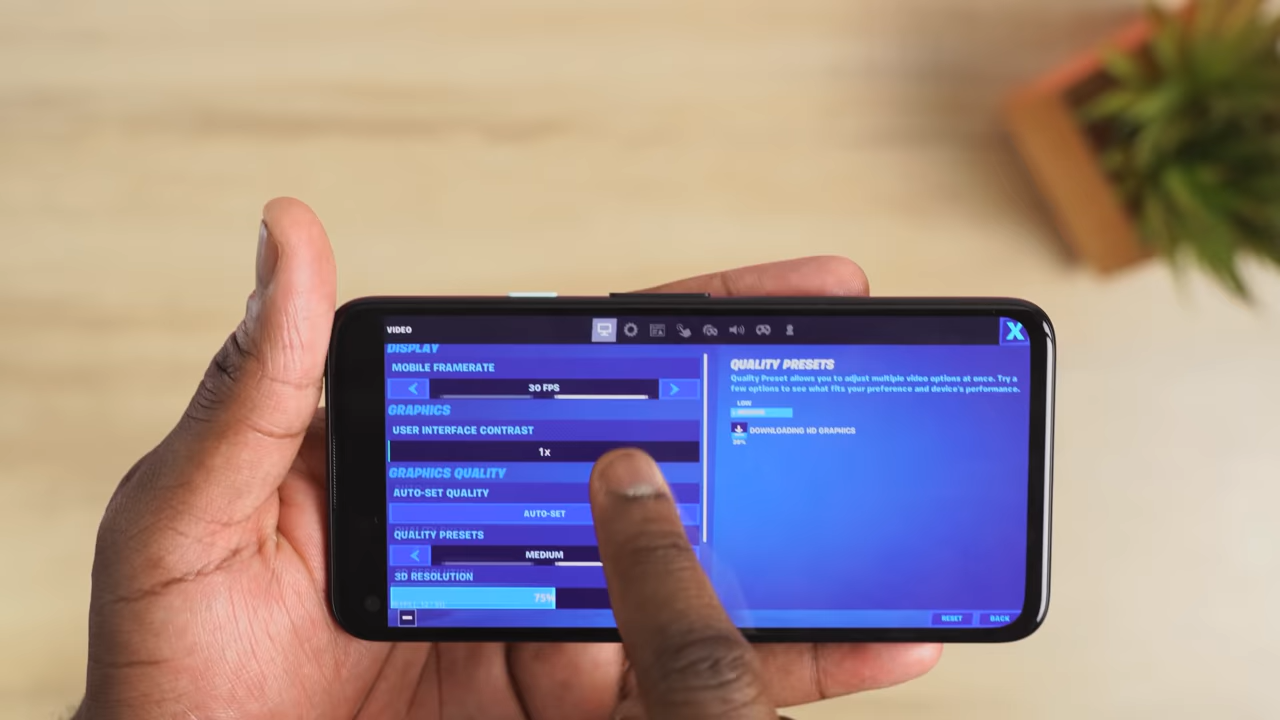 VIDEO
X
DISPLAY
MOBILE FRAMERATE
30 FPS
GRAPHICS
USER INTERFACE CONTRAST
1x
GRAPHICS QUALITY
AUTO-SET QUALITY
AUTO-SET
QUALITY PRESETS
MEDIUM
3D RESOLUTION
75%
QUALITY PRESETS
Quality Preset allows you to adjust multiple video options at once. Try a
few options to see what fits your preference and device's performance.
LOW
DOWNLOADING HD GRAPHICS
RESET
BACK